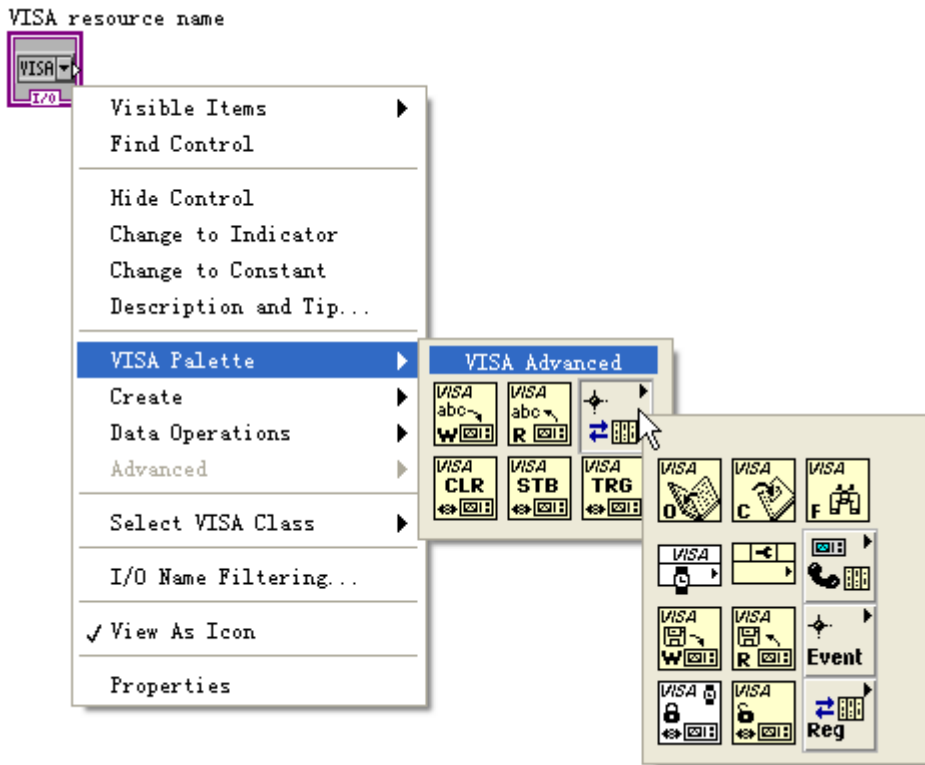 VISA resource name
VISA
I/O
Visible Items
Find Control
Hide Control
Change to Indicator
Change to Constant
Description and Tip...
VISA Palette
Create
Data Operations
Advanced
Select VISA Class
I/O Name Filtering...
View As Icon
Properties
VISA Advanced
VISA VISA
abc abc
W R
VISA VISA VISA
CLR STB TRG
VISA VISA VISA
O C F
VISA
VISA VISA
W R Event
VISA VISA
Reg